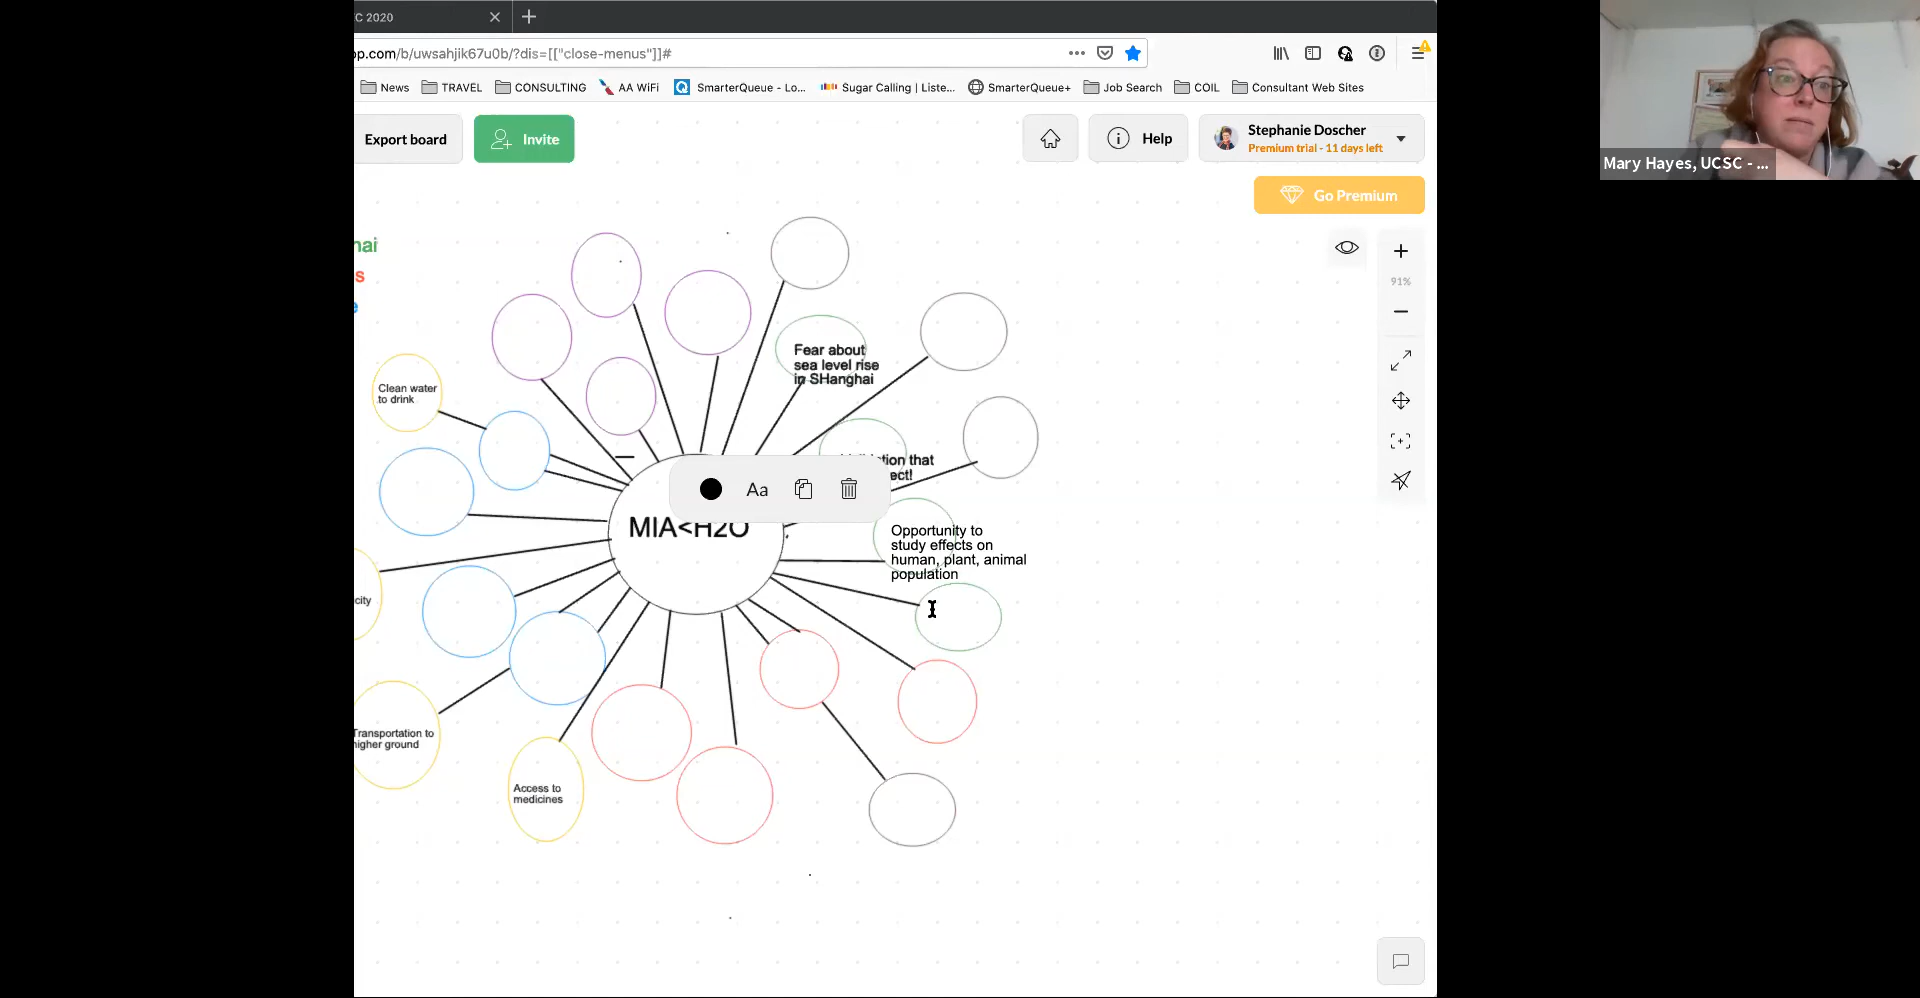 C 2020
pp.com/b/uwsahjik67u0b/?dis=[["close-menus"]]#
News TRAVEL CONSULTING AA WiFi SmarterQueue - Lo... Sugar Calling | Liste... SmarterQueue+ Job Search COIL Consultant Web Sites
Export board Invite Help Stephanie Doscher
Premium trial - 11 days left
Mary Hayes, UCSC - ...
Go Premium
91%
Fear about
sea level rise
in SHanghai
Clean water
to drink
tion that
ect!
Aa
MIA<H2O
Opportunity to
study effects on
human, plant, animal
population
city
Transportation to
higher ground
Access to
medicines